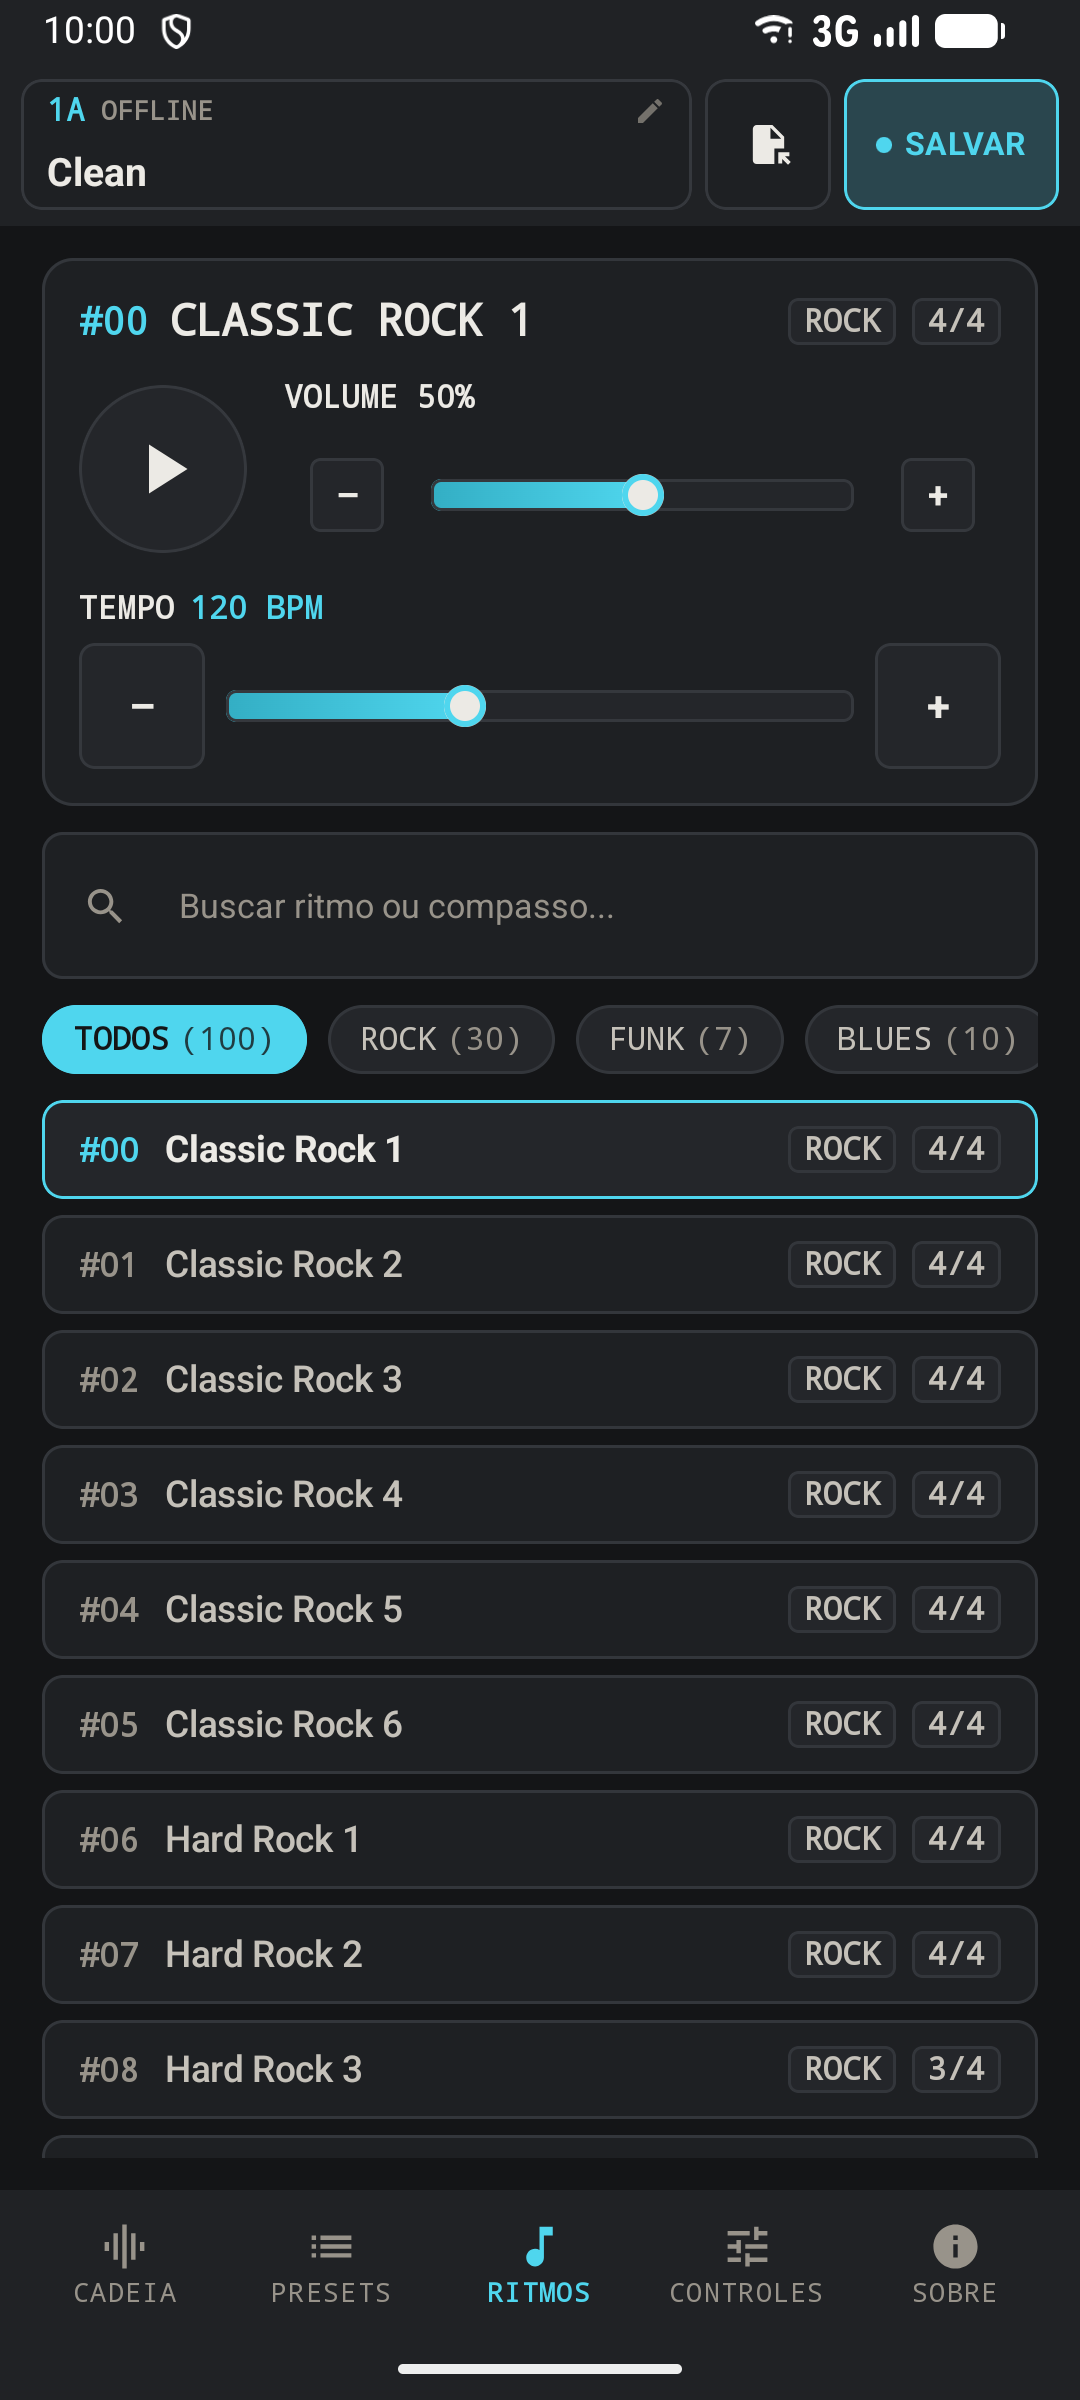 10:00
3G
1A OFFLINE
Clean
SALVAR
#00 CLASSIC ROCK 1 ROCK 4/4
VOLUME 50%
− +
TEMPO 120 BPM
− +
Buscar ritmo ou compasso...
TODOS (100) ROCK (30) FUNK (7) BLUES (10)
#00 Classic Rock 1 ROCK 4/4
#01 Classic Rock 2 ROCK 4/4
#02 Classic Rock 3 ROCK 4/4
#03 Classic Rock 4 ROCK 4/4
#04 Classic Rock 5 ROCK 4/4
#05 Classic Rock 6 ROCK 4/4
#06 Hard Rock 1 ROCK 4/4
#07 Hard Rock 2 ROCK 4/4
#08 Hard Rock 3 ROCK 3/4
CADEIA PRESETS RITMOS CONTROLES SOBRE